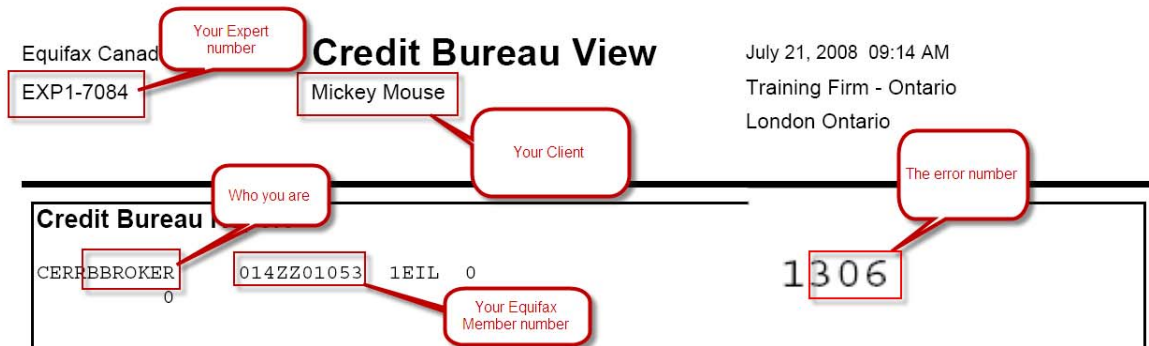 Your Expert
number
Equifax Canad
Credit Bureau View
July 21, 2008 09:14 AM
EXP1-7084
Mickey Mouse
Training Firm - Ontario
London Ontario
Your Client
Who you are
The error number
Credit Bureau
CERRBBROKER 014ZZ01053 1EIL 0
1306
0
Your Equifax
Member number